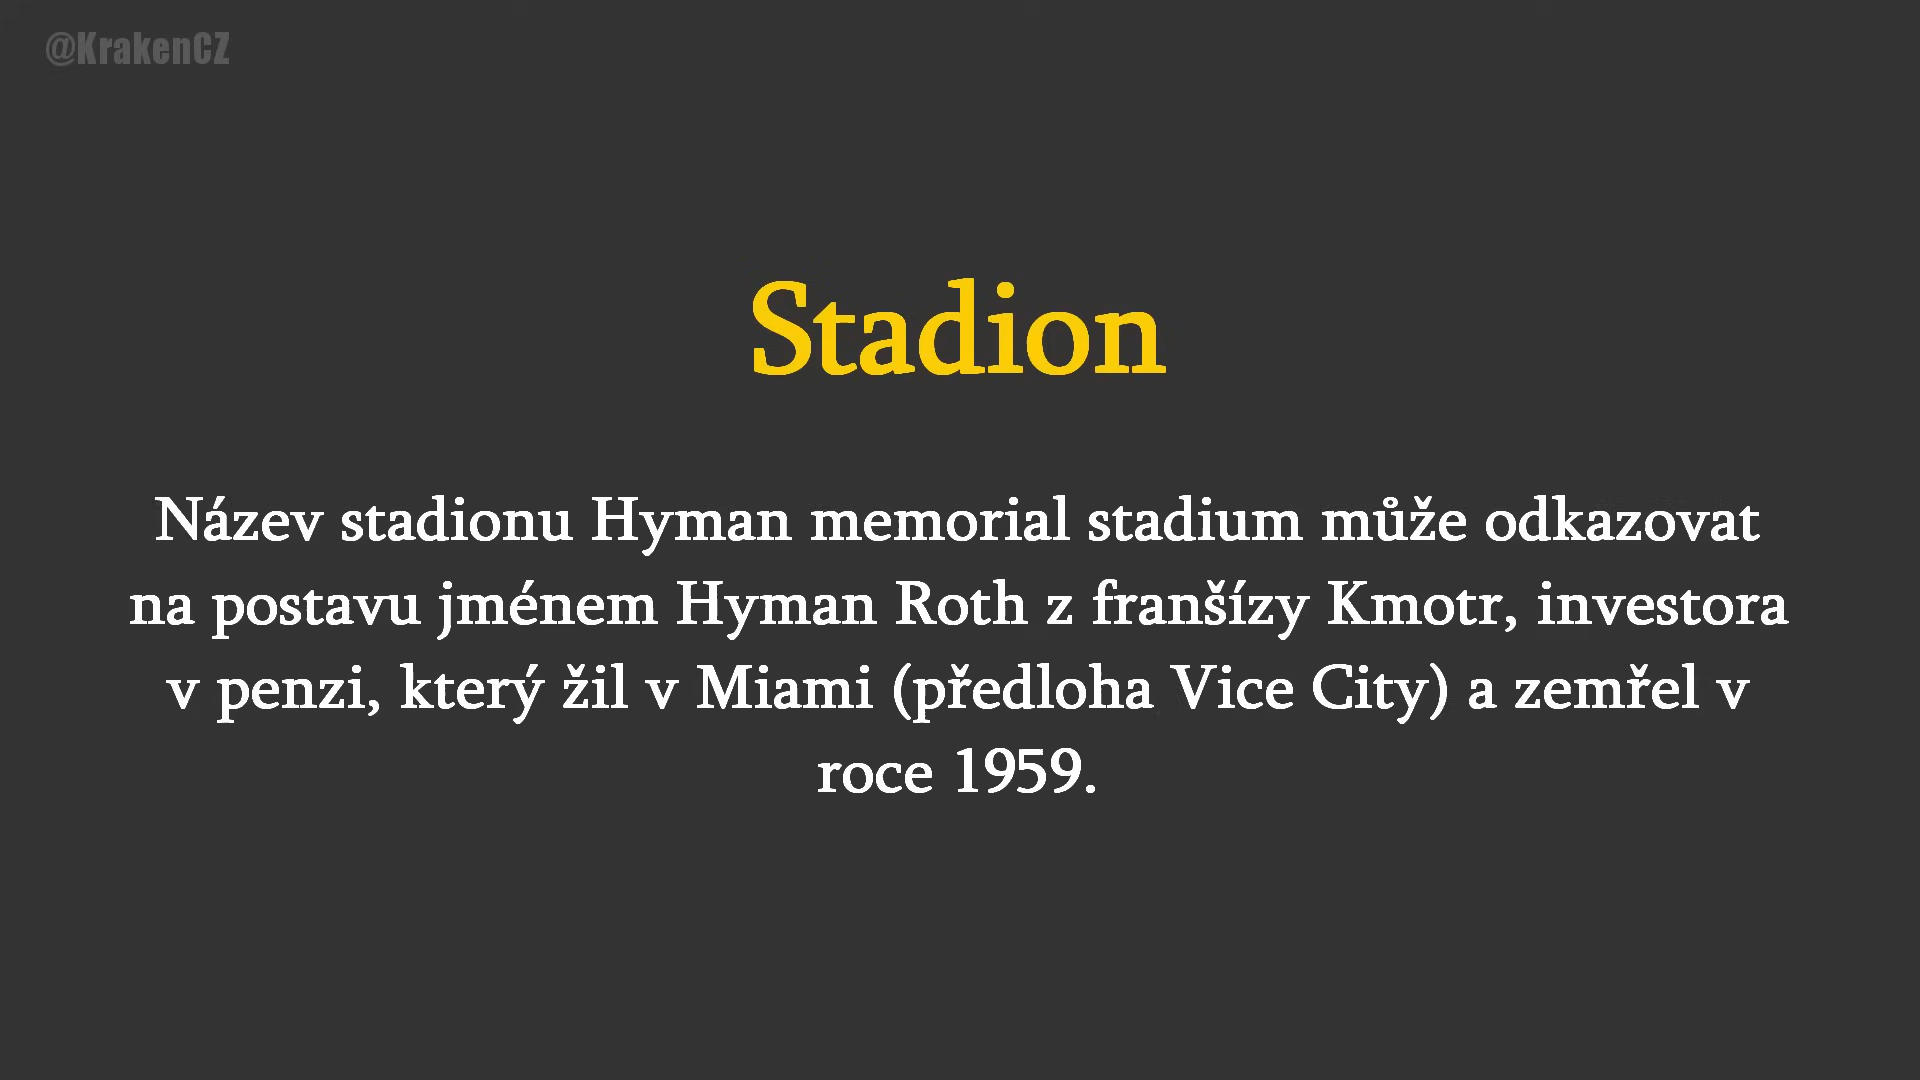 @KrakenCZ
Stadion
Název stadionu Hyman memorial stadium může odkazovat
na postavu jménem Hyman Roth z franšízy Kmotr, investora
v penzi, který žil v Miami (předloha Vice City) a zemřel v
roce 1959.